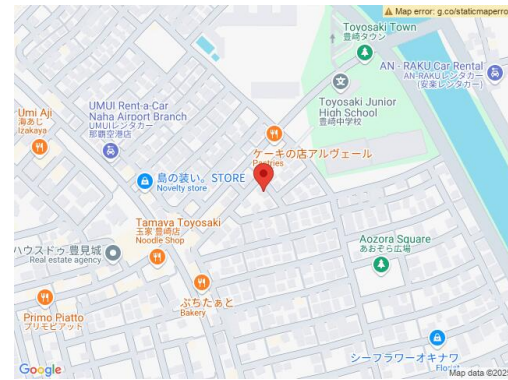 Map error: g.co/staticmaperro
Toyosaki Town
豊崎タウン
AN - RAKU Car Rental
AN-RAKUレンタカー
(安楽レンタカー)
Toyosaki Junior
High School
豊崎中学校
Umi Aji
海あじ
Izakaya
UMUI Rent-a-Car
Naha Airport Branch
UMUIレンタカー
那覇空港店
ケーキの店アルヴェール
Pastries
島の装い。STORE
Novelty store
Tamaya Toyosaki
玉家 豊崎店
Noodle Shop
Aozora Square
あおぞら広場
ハウスドゥ 豊見城
Real estate agency
ぷちたぁと
Bakery
Primo Piatto
プリモピアット
シーフラワーオキナワ
Florist
Google
Map data ©2025